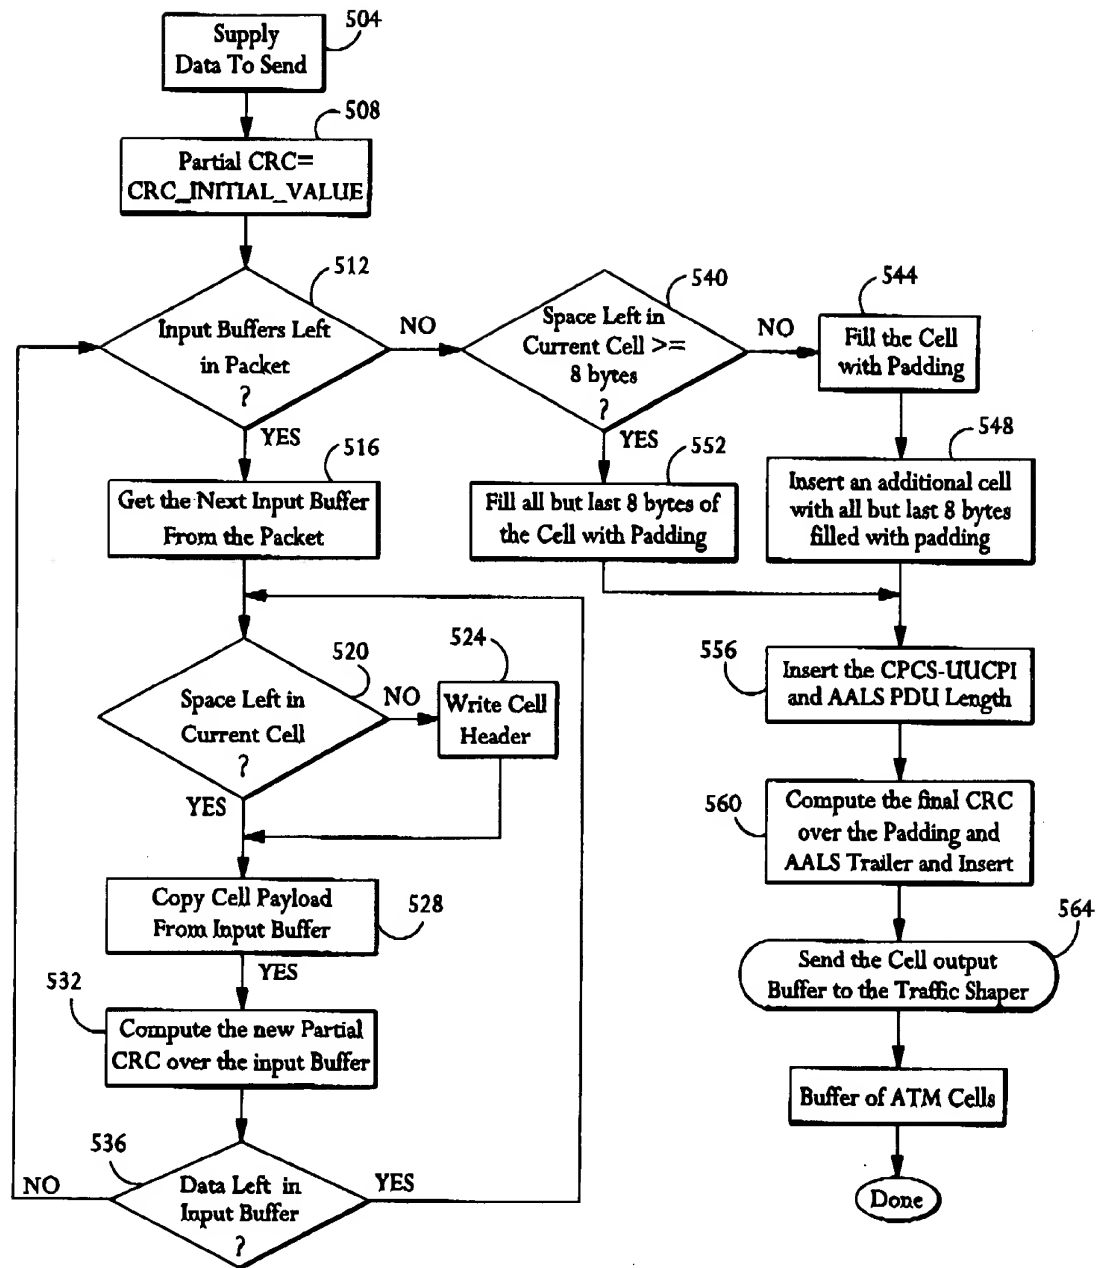 504
Supply
Data To Send
508
Partial CRC=
CRC_INITIAL_VALUE
512
Input Buffers Left
in Packet
?
NO
YES
540
Space Left in
Current Cell >=
8 bytes
?
NO
YES
544
Fill the Cell
with Padding
516
Get the Next Input Buffer
From the Packet
552
Fill all but last 8 bytes of
the Cell with Padding
548
Insert an additional cell
with all but last 8 bytes
filled with padding
520
Space Left in
Current Cell
?
NO
YES
524
Write Cell
Header
556
Insert the CPCS-UUCPI
and AALS PDU Length
528
Copy Cell Payload
From Input Buffer
YES
560
Compute the final CRC
over the Padding and
AALS Trailer and Insert
532
Compute the new Partial
CRC over the input Buffer
564
Send the Cell output
Buffer to the Traffic Shaper
536
Data Left in
Input Buffer
?
NO
YES
Buffer of ATM Cells
Done